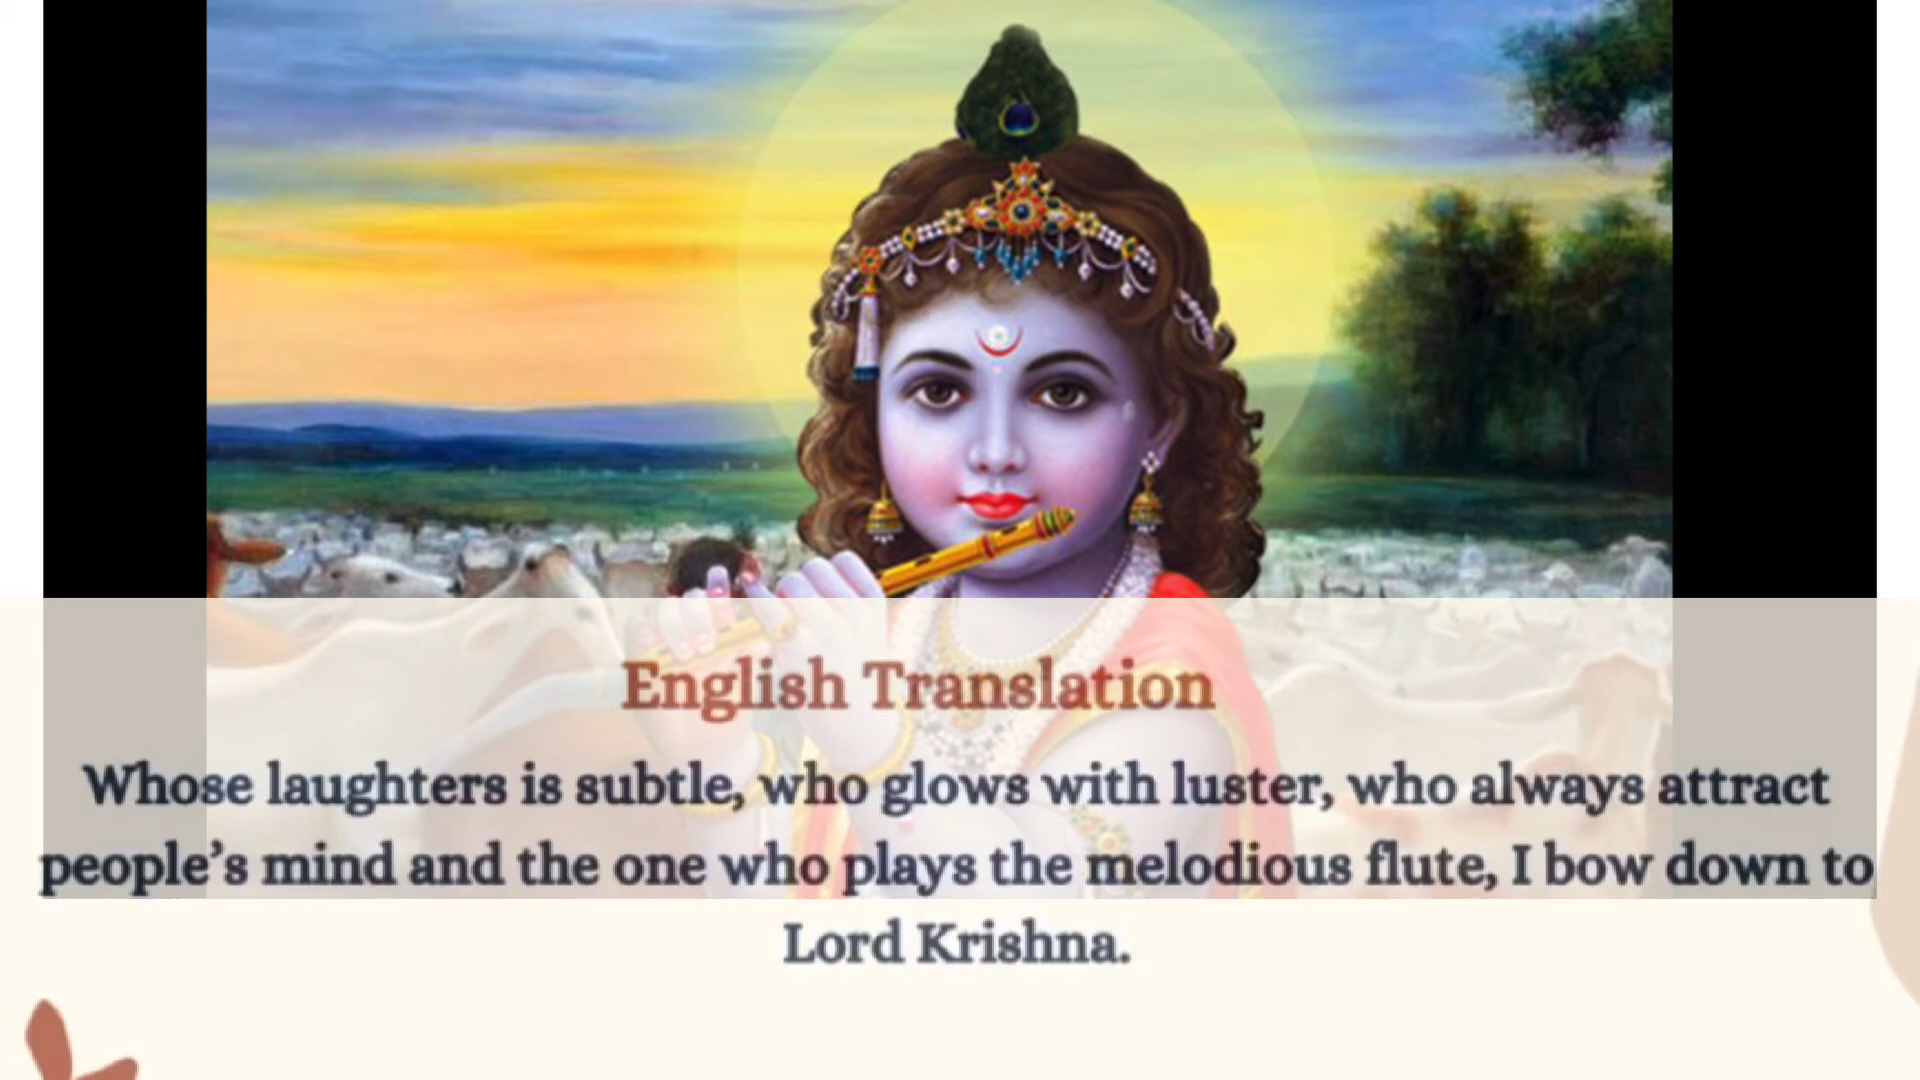 English Translation
Whose laughters is subtle, who glows with luster, who always attract
people’s mind and the one who plays the melodious flute, I bow down to
Lord Krishna.